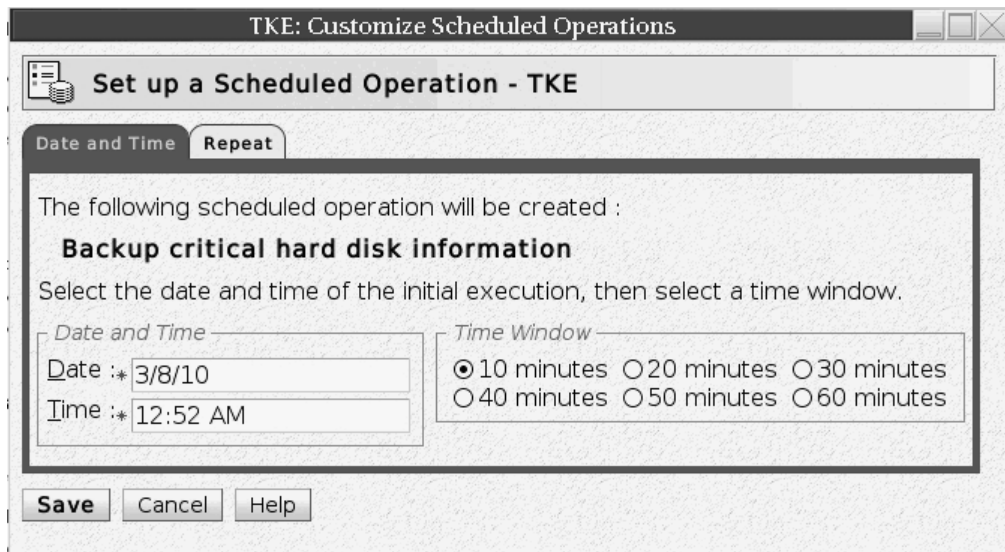 TKE: Customize Scheduled Operations
Set up a Scheduled Operation - TKE
Date and Time Repeat
The following scheduled operation will be created :
Backup critical hard disk information
Select the date and time of the initial execution, then select a time window.
Date and Time
Date :* 3/8/10
Time :* 12:52 AM
Time Window
10 minutes 20 minutes 30 minutes
40 minutes 50 minutes 60 minutes
Save Cancel Help